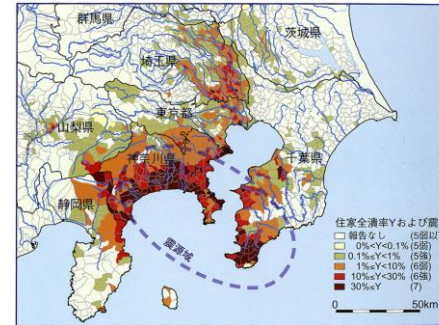 群馬県
茨城県
埼玉県
東京都
山梨県
神奈川県
千葉県
静岡県
震源域
住家全潰率Yおよび震
報告なし (5弱以
0%<Y<0.1% (5弱)
0.1%≤Y<1% (5強)
1%≤Y<10% (6弱)
10%≤Y<30% (6強)
30%≤Y (7)
0 50km